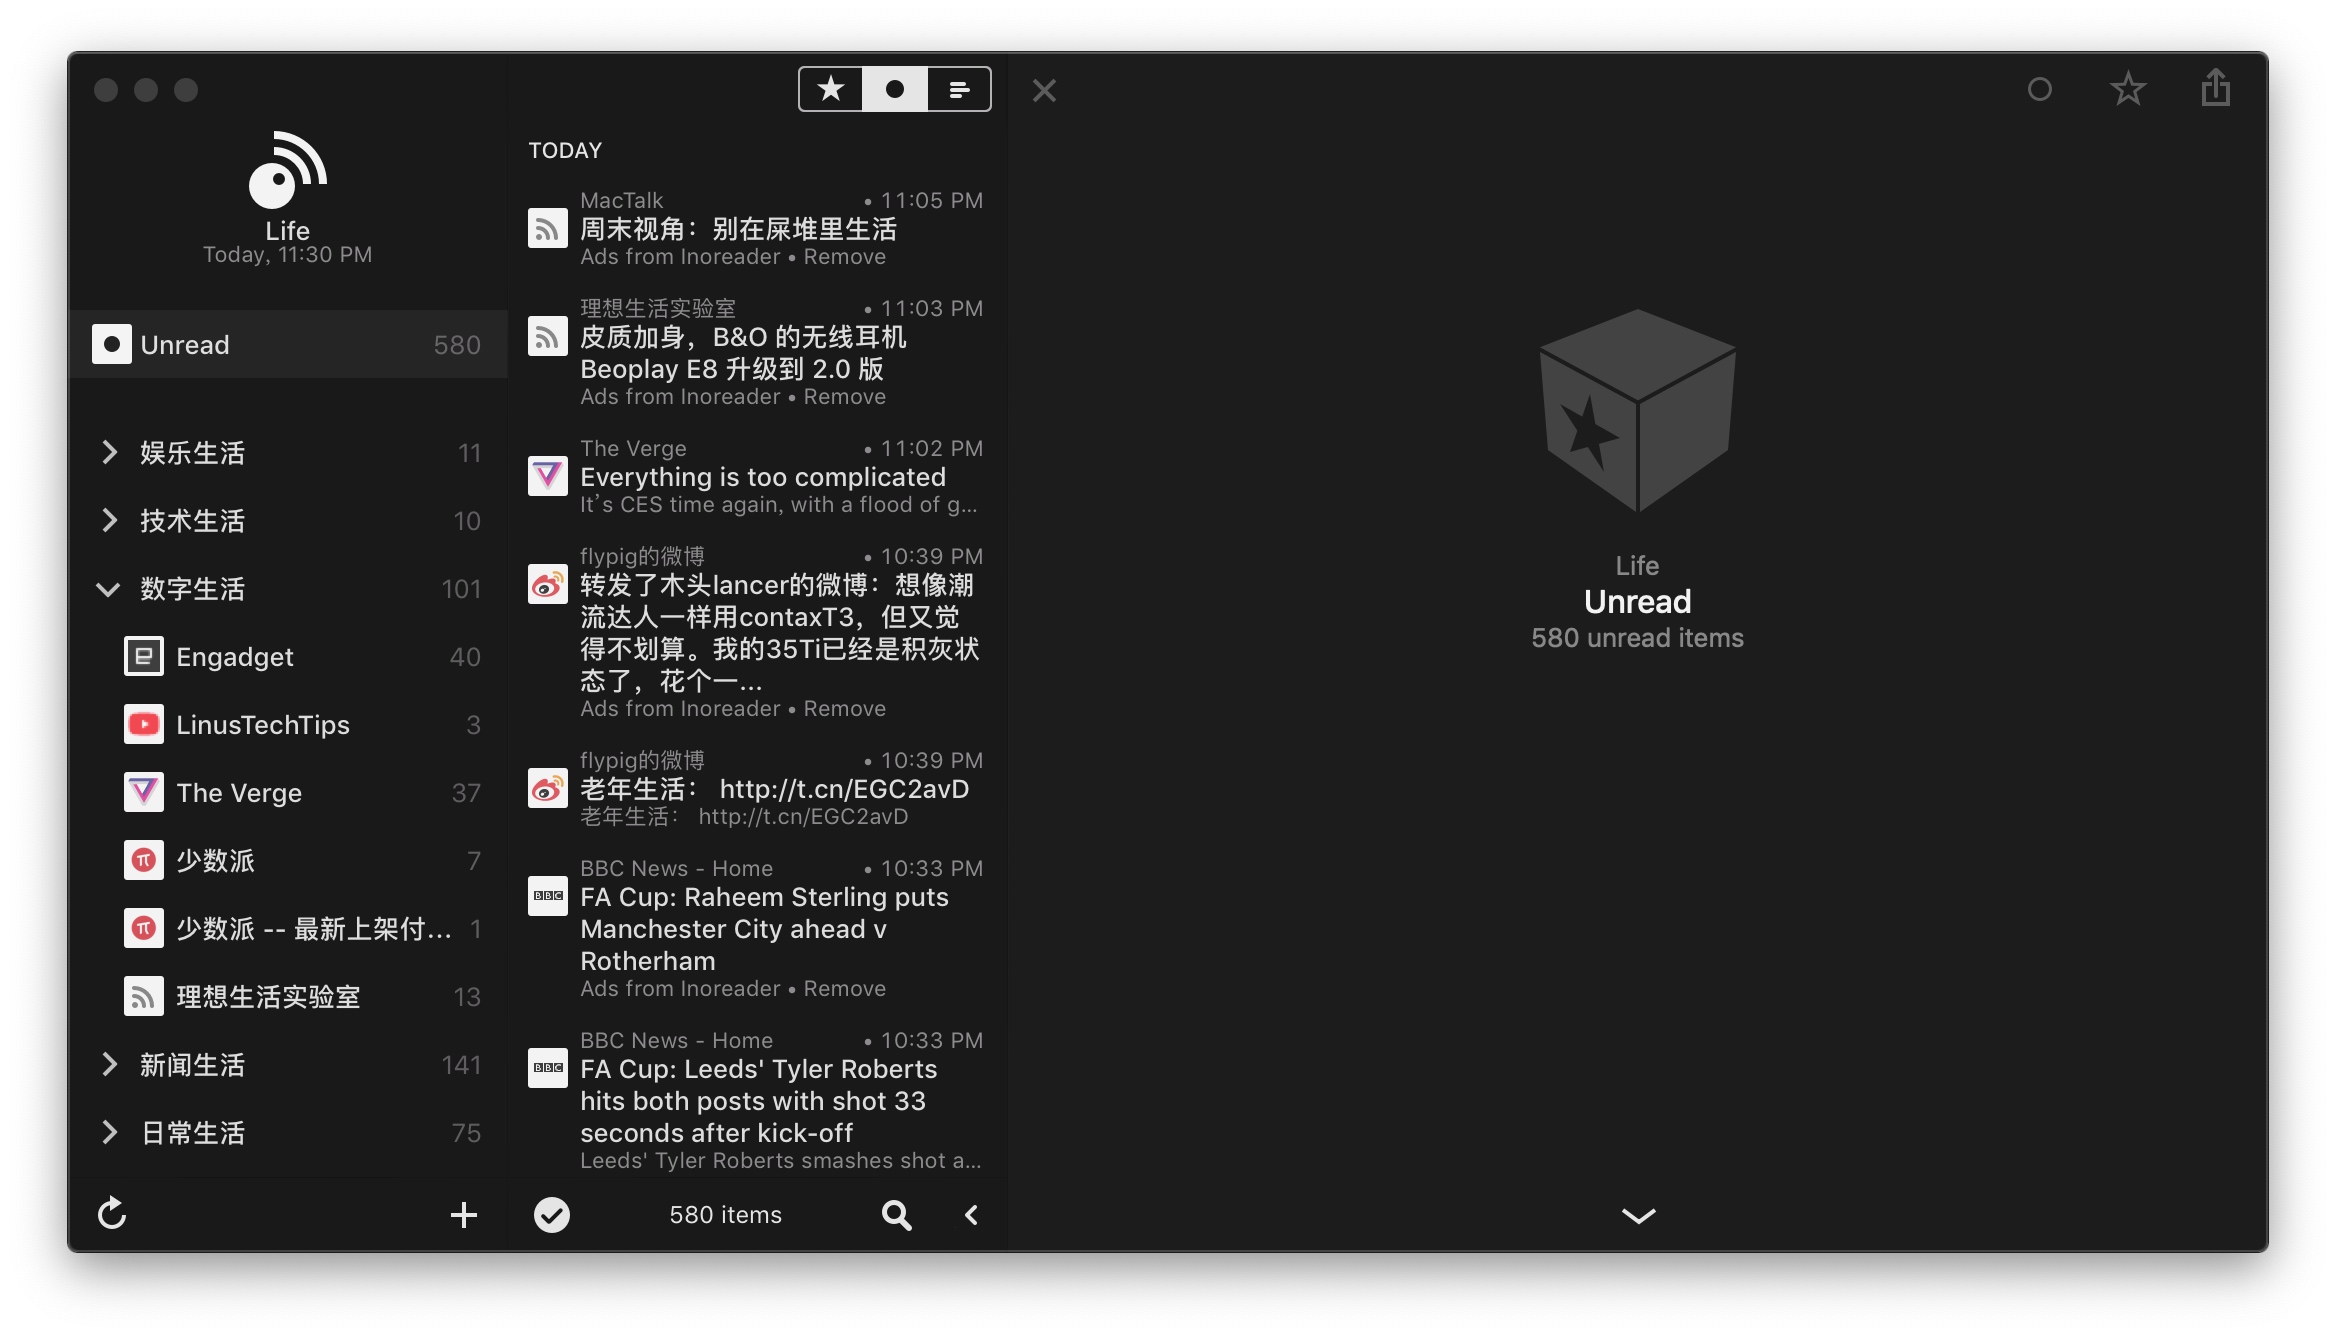 Life
Today, 11:30 PM
Unread 580
娱乐生活 11
技术生活 10
数字生活 101
Engadget 40
LinusTechTips 3
The Verge 37
少数派 7
少数派 -- 最新上架付... 1
理想生活实验室 13
新闻生活 141
日常生活 75
TODAY
MacTalk • 11:05 PM
周末视角：别在屎堆里生活
Ads from Inoreader • Remove
理想生活实验室 • 11:03 PM
皮质加身，B&O 的无线耳机
Beoplay E8 升级到 2.0 版
Ads from Inoreader • Remove
The Verge • 11:02 PM
Everything is too complicated
It's CES time again, with a flood of g...
flypig的微博 • 10:39 PM
转发了木头lancer的微博：想像潮
流达人一样用contaxT3，但又觉
得不划算。我的35Ti已经是积灰状
态了，花个一...
Ads from Inoreader • Remove
flypig的微博 • 10:39 PM
老年生活： http://t.cn/EGC2avD
老年生活： http://t.cn/EGC2avD
BBC News - Home • 10:33 PM
BBC
FA Cup: Raheem Sterling puts
Manchester City ahead v
Rotherham
Ads from Inoreader • Remove
BBC News - Home • 10:33 PM
BBC
FA Cup: Leeds' Tyler Roberts
hits both posts with shot 33
seconds after kick-off
Leeds' Tyler Roberts smashes shot a...
580 items
Life
Unread
580 unread items